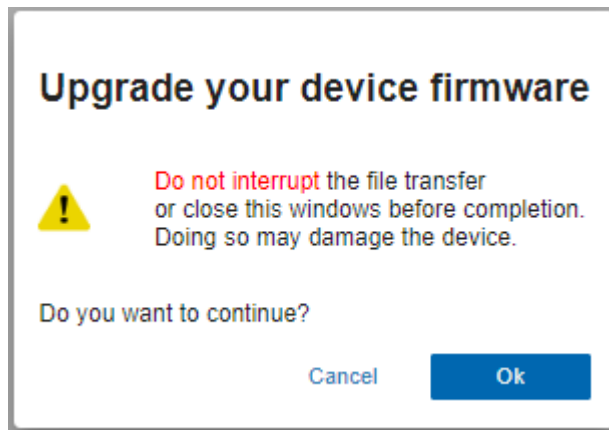 Upgrade your device firmware
Do not interrupt the file transfer
or close this windows before completion.
Doing so may damage the device.
Do you want to continue?
Cancel
Ok